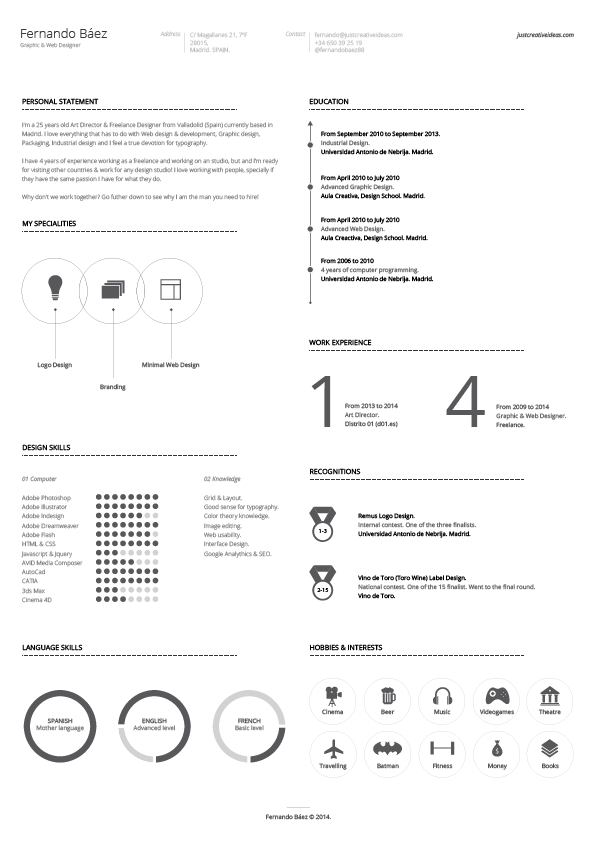 Fernando Báez
Graphic & Web Designer
Address
C/ Magallanes 21, 7ºF
28015,
Madrid. SPAIN.
Contact
fernando@justcreativeideas.com
+34 650 39 25 19
@fernandobaez88
justcreativeideas.com
PERSONAL STATEMENT
I'm a 25 years old Art Director & Freelance Designer from Valladolid (Spain) currently based in
Madrid. I love everything that has to do with Web design & development, Graphic design,
Packaging, Industrial design and I feel a true devotion for typography.
I have 4 years of experience working as a freelance and working on an studio, but and I'm ready
for visiting other countries & work for any design studio! I love working with people, specially if
they have the same passion I have for what they do.
Why don't we work together? Go futher down to see why I am the man you need to hire!
MY SPECIALITIES
Logo Design
Branding
Minimal Web Design
DESIGN SKILLS
01 Computer
Adobe Photoshop
Adobe Illustrator
Adobe Indesign
Adobe Dreamweaver
Adobe Flash
HTML & CSS
Javascript & Jquery
AVID Media Composer
AutoCad
CATIA
3ds Max
Cinema 4D
02 Knowledge
Grid & Layout.
Good sense for typography.
Color theory knowledge.
Image editing.
Web usability.
Interface Design.
Google Analythics & SEO.
LANGUAGE SKILLS
SPANISH
Mother language
ENGLISH
Advanced level
FRENCH
Basic level
EDUCATION
From September 2010 to September 2013.
Industrial Design.
Universidad Antonio de Nebrija. Madrid.
From April 2010 to July 2010
Advanced Graphic Design.
Aula Creactiva, Design School. Madrid.
From April 2010 to July 2010
Advanced Web Design.
Aula Creactiva, Design School. Madrid.
From 2006 to 2010
4 years of computer programming.
Universidad Antonio de Nebrija. Madrid.
WORK EXPERIENCE
1
From 2013 to 2014
Art Director.
Distrito 01 (d01.es)
4
From 2009 to 2014
Graphic & Web Designer.
Freelance.
RECOGNITIONS
1-3
Remus Logo Design.
Internal contest. One of the three finalists.
Universidad Antonio de Nebrija. Madrid.
2-15
Vino de Toro (Toro Wine) Label Design.
National contest. One of the 15 finalist. Went to the final round.
Vino de Toro.
HOBBIES & INTERESTS
Cinema
Beer
Music
Videogames
Theatre
Travelling
Batman
Fitness
Money
Books
Fernando Báez © 2014.